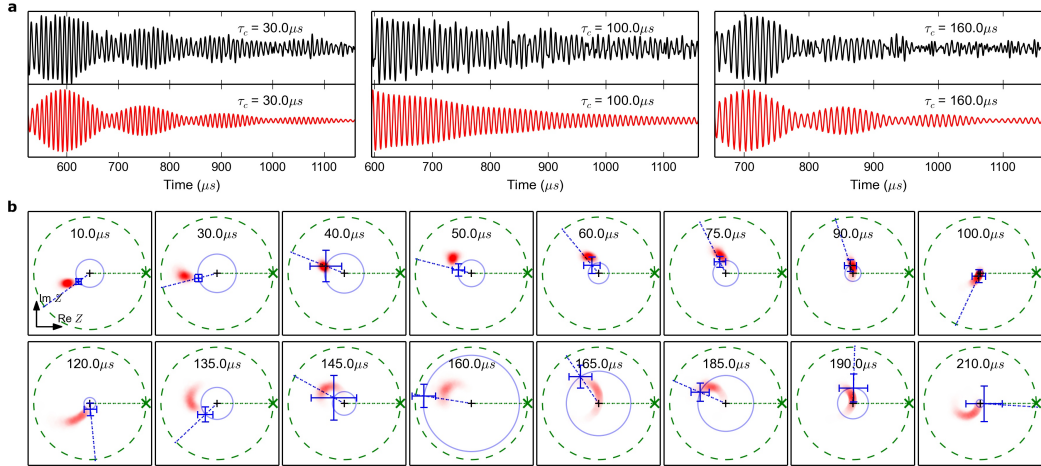 a
τc = 30.0μs
τc = 100.0μs
τc = 160.0μs
τc = 30.0μs
τc = 100.0μs
τc = 160.0μs
600 700 800 900 1000 1100
600 700 800 900 1000 1100
700 800 900 1000 1100
Time (μs)
Time (μs)
Time (μs)
b
10.0μs
30.0μs
40.0μs
50.0μs
60.0μs
75.0μs
90.0μs
100.0μs
Im Z
Re Z
120.0μs
135.0μs
145.0μs
160.0μs
165.0μs
185.0μs
190.0μs
210.0μs